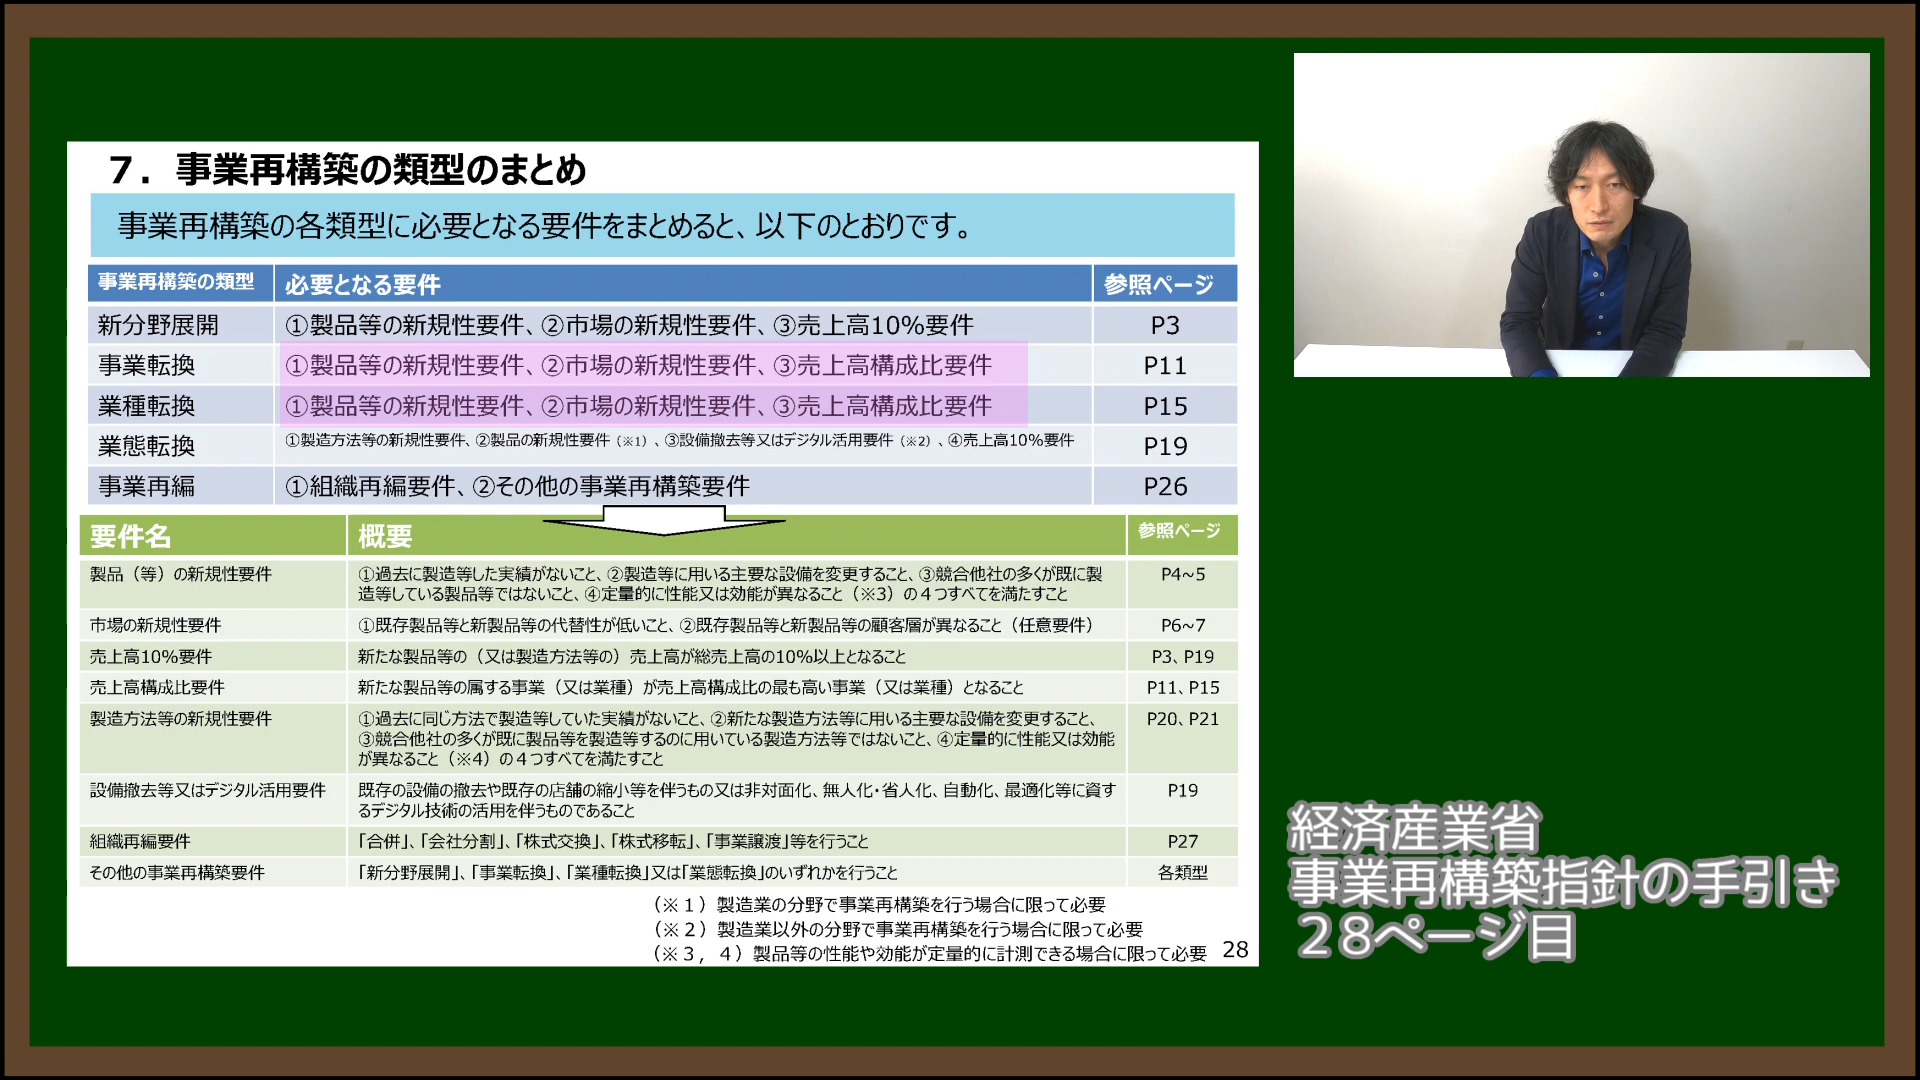 ７．事業再構築の類型のまとめ
事業再構築の各類型に必要となる要件をまとめると、以下のとおりです。
事業再構築の類型 必要となる要件 参照ページ
新分野展開 ①製品等の新規性要件、②市場の新規性要件、③売上高10％要件 P3
事業転換 ①製品等の新規性要件、②市場の新規性要件、③売上高構成比要件 P11
業種転換 ①製品等の新規性要件、②市場の新規性要件、③売上高構成比要件 P15
業態転換 ①製造方法等の新規性要件、②製品の新規性要件（※1）、③設備撤去等又はデジタル活用要件（※2）、④売上高10％要件 P19
事業再編 ①組織再編要件、②その他の事業再構築要件 P26
要件名 概要 参照ページ
製品（等）の新規性要件 ①過去に製造等した実績がないこと、②製造等に用いる主要な設備を変更すること、③競合他社の多くが既に製 P4~5
造等している製品等ではないこと、④定量的に性能又は効能が異なること（※3）の４つすべてを満たすこと
市場の新規性要件 ①既存製品等と新製品等の代替性が低いこと、②既存製品等と新製品等の顧客層が異なること（任意要件） P6~7
売上高10％要件 新たな製品等の（又は製造方法等の）売上高が総売上高の10％以上となること P3、P19
売上高構成比要件 新たな製品等の属する事業（又は業種）が売上高構成比の最も高い事業（又は業種）となること P11、P15
製造方法等の新規性要件 ①過去に同じ方法で製造等していた実績がないこと、②新たな製造方法等に用いる主要な設備を変更すること、 P20、P21
③競合他社の多くが既に製品等を製造等するのに用いている製造方法等ではないこと、④定量的に性能又は効能
が異なること（※4）の４つすべてを満たすこと
設備撤去等又はデジタル活用要件 既存の設備の撤去や既存の店舗の縮小等を伴うもの又は非対面化、無人化・省人化、自動化、最適化等に資す P19
るデジタル技術の活用を伴うものであること
組織再編要件 「合併」、「会社分割」、「株式交換」、「株式移転」、「事業譲渡」等を行うこと P27
その他の事業再構築要件 「新分野展開」、「事業転換」、「業種転換」又は「業態転換」のいずれかを行うこと 各類型
（※１）製造業の分野で事業再構築を行う場合に限って必要
（※２）製造業以外の分野で事業再構築を行う場合に限って必要
（※３，４）製品等の性能や効能が定量的に計測できる場合に限って必要 28
経済産業省
事業再構築指針の手引き
２８ページ目